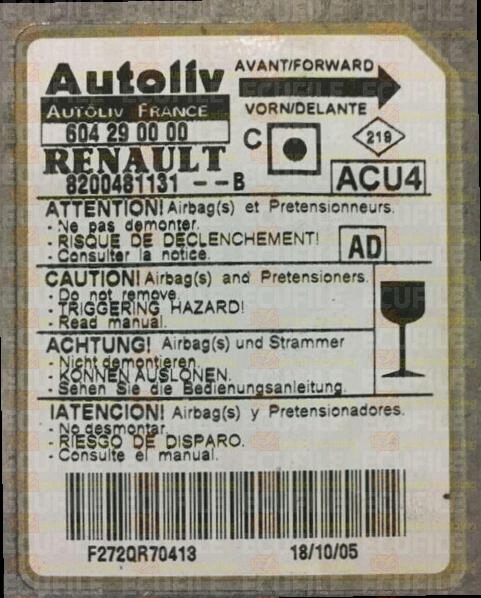 Autoliv
AVANT/FORWARD
AUTOLIV FRANCE
VORN/DELANTE
604 29 00 00
C
219
RENAULT
8200481131 -- B
ACU4
ATTENTION! Airbag(s) et Pretensionneurs.
- Ne pas demonter.
- RISQUE DE DECLENCHEMENT!
- Consulter la notice.
AD
CAUTION! Airbag(s) and Pretensioners.
- Do not remove.
- TRIGGERING HAZARD!
- Read manual.
ACHTUNG! Airbag(s) und Strammer
- Nicht demontieren.
- KONNEN AUSLONEN.
- Sehen Sie die Bedienungsanleitung.
!ATENCION! Airbag(s) y Pretensionadores.
- No desmontar.
- RIESGO DE DISPARO.
- Consulte el manual.
F272QR70413
18/10/05
ECUFILE